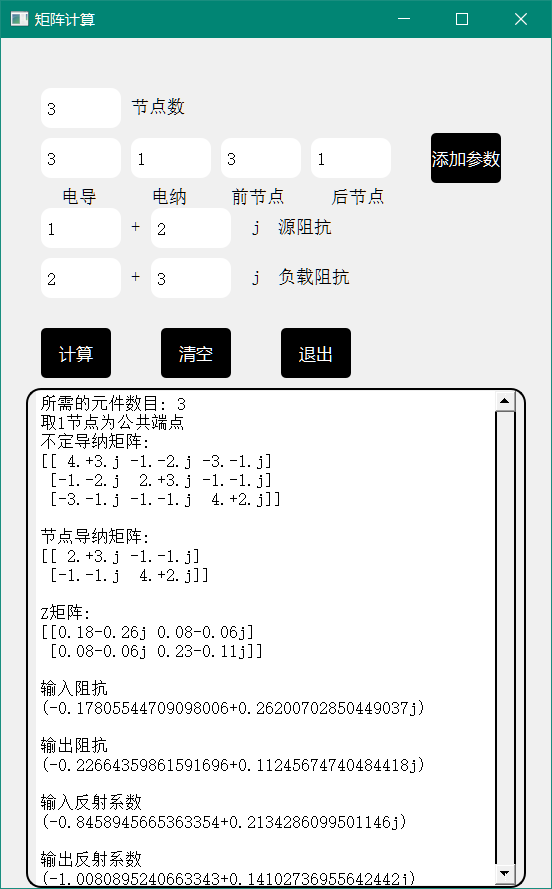 矩阵计算
3 节点数
3 1 3 1 添加参数
电导 电纳 前节点 后节点
1 + 2 j 源阻抗
2 + 3 j 负载阻抗
计算 清空 退出
所需的元件数目: 3
取1节点为公共端点
不定导纳矩阵:
[[ 4.+3.j -1.-2.j -3.-1.j]
[-1.-2.j 2.+3.j -1.-1.j]
[-3.-1.j -1.-1.j 4.+2.j]]
节点导纳矩阵:
[[ 2.+3.j -1.-1.j]
[-1.-1.j 4.+2.j]]
Z矩阵:
[[0.18-0.26j 0.08-0.06j]
[0.08-0.06j 0.23-0.11j]]
输入阻抗
(-0.17805544709098006+0.26200702850449037j)
输出阻抗
(-0.22664359861591696+0.11245674740484418j)
输入反射系数
(-0.8458945665363354+0.2134286099501146j)
输出反射系数
(-1.0080895240663343+0.14102736955642442j)